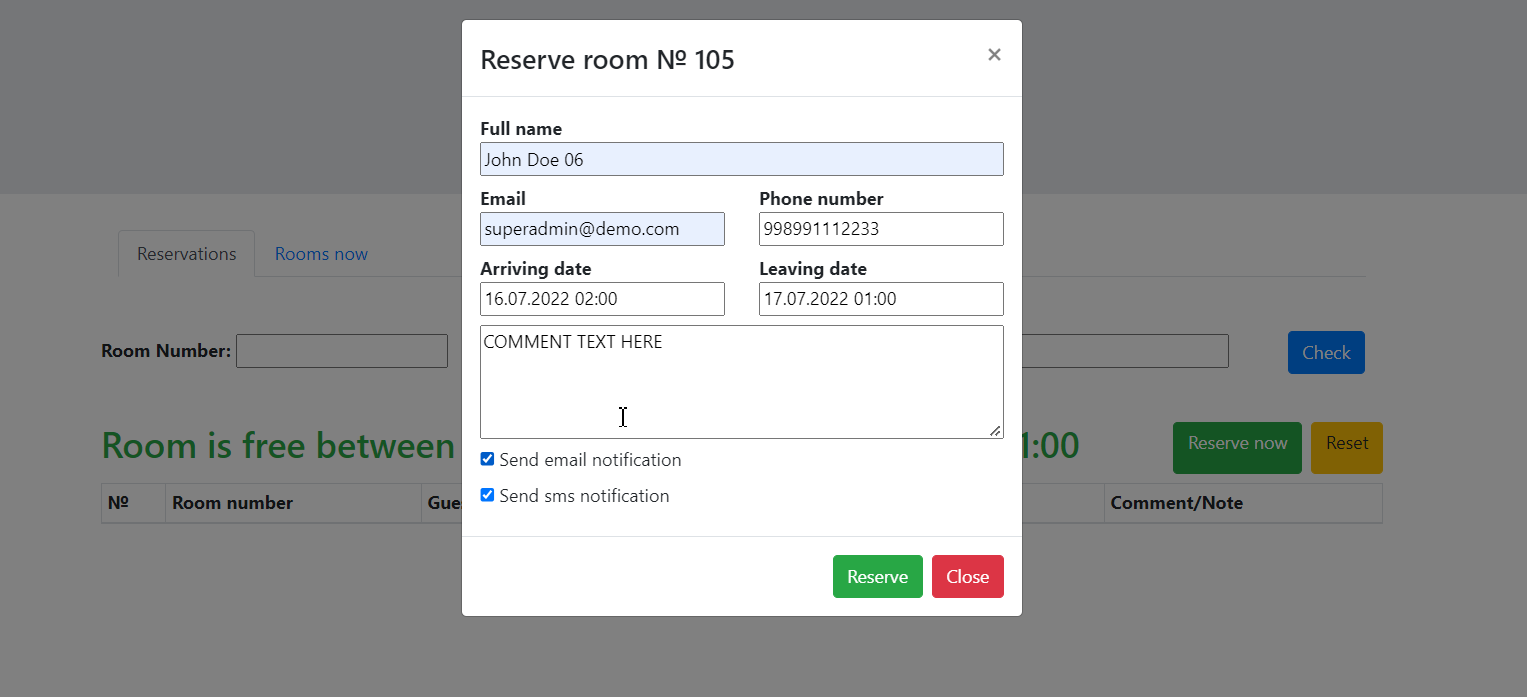 Reserve room № 105 ×
Full name
John Doe 06
Email Phone number
superadmin@demo.com 998991112233
Reservations Rooms now
Arriving date Leaving date
16.07.2022 02:00 17.07.2022 01:00
COMMENT TEXT HERE
Room Number: Check
Room is free between 1:00 Reserve now Reset
Send email notification
Send sms notification
№ Room number Comment/Note
Reserve Close